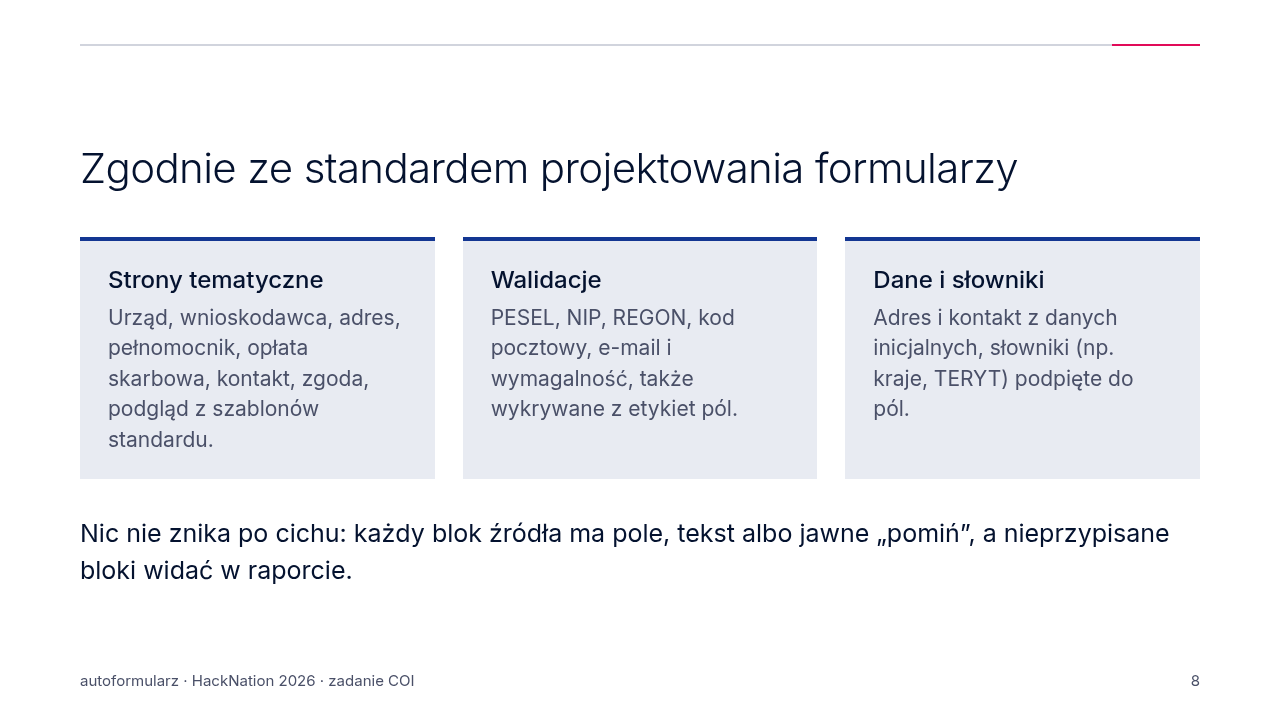 Zgodnie ze standardem projektowania formularzy
Strony tematyczne
Urząd, wnioskodawca, adres,
pełnomocnik, opłata
skarbowa, kontakt, zgoda,
podgląd z szablonów
standardu.
Walidacje
PESEL, NIP, REGON, kod
pocztowy, e-mail i
wymagalność, także
wykrywane z etykiet pól.
Dane i słowniki
Adres i kontakt z danych
inicjalnych, słowniki (np.
kraje, TERYT) podpięte do
pól.
Nic nie znika po cichu: każdy blok źródła ma pole, tekst albo jawne „pomiń”, a nieprzypisane
bloki widać w raporcie.
autoformularz · HackNation 2026 · zadanie COI
8